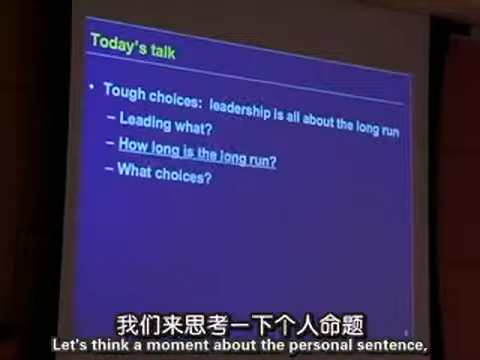 Today's talk
• Tough choices: leadership is all about the long run
– Leading what?
– How long is the long run?
– What choices?
我们来思考一下个人命题
Let's think a moment about the personal sentence,